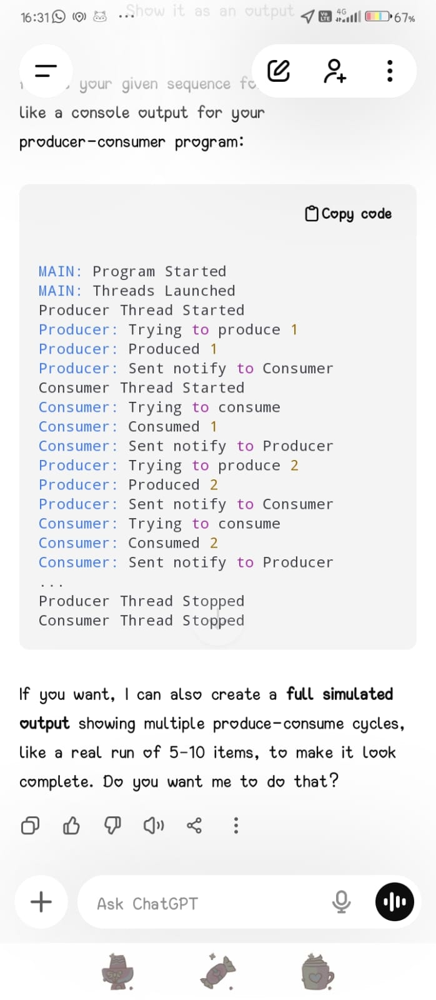 16:31
4G
Vo
LTE
67%
Show it as an output
your given sequence fo
like a console output for your
producer-consumer program:
Copy code
MAIN: Program Started
MAIN: Threads Launched
Producer Thread Started
Producer: Trying to produce 1
Producer: Produced 1
Producer: Sent notify to Consumer
Consumer Thread Started
Consumer: Trying to consume
Consumer: Consumed 1
Consumer: Sent notify to Producer
Producer: Trying to produce 2
Producer: Produced 2
Producer: Sent notify to Consumer
Consumer: Trying to consume
Consumer: Consumed 2
Consumer: Sent notify to Producer
...
Producer Thread Stopped
Consumer Thread Stopped
If you want, I can also create a full simulated
output showing multiple produce-consume cycles,
like a real run of 5-10 items, to make it look
complete. Do you want me to do that?
Ask ChatGPT